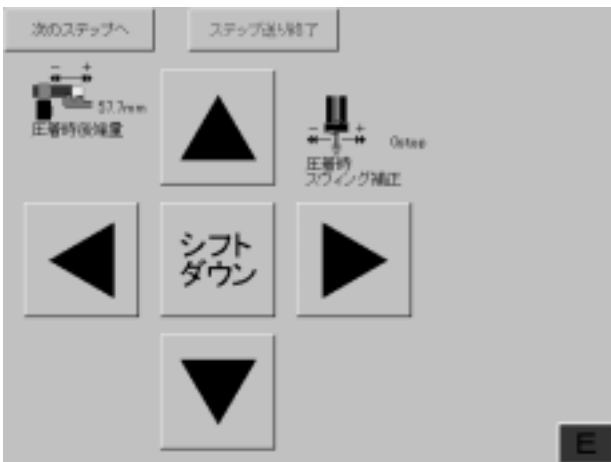 次のステップへ
ステップ送り終了
57.7mm
圧着時後端量
0step
圧着時
スウィング補正
シフト
ダウン
E